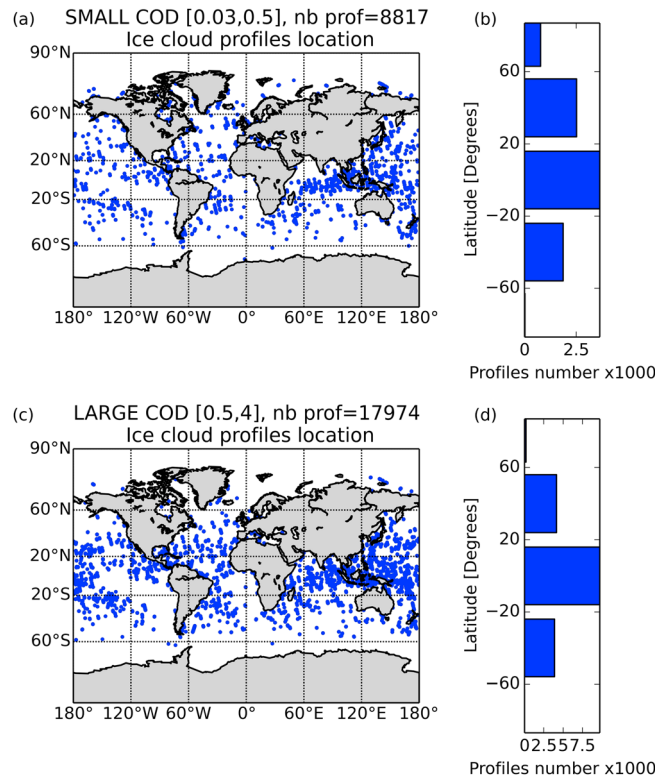 (a)
SMALL COD [0.03,0.5], nb prof=8817
Ice cloud profiles location
90°N
60°N
20°N
20°S
60°S
180° 120°W 60°W 0° 60°E 120°E 180°
(b)
Latitude [Degrees]
60
20
−20
−60
0 2.5
Profiles number x1000
(c)
LARGE COD [0.5,4], nb prof=17974
Ice cloud profiles location
90°N
60°N
20°N
20°S
60°S
180° 120°W 60°W 0° 60°E 120°E 180°
(d)
Latitude [Degrees]
60
20
−20
−60
02.557.5
Profiles number x1000